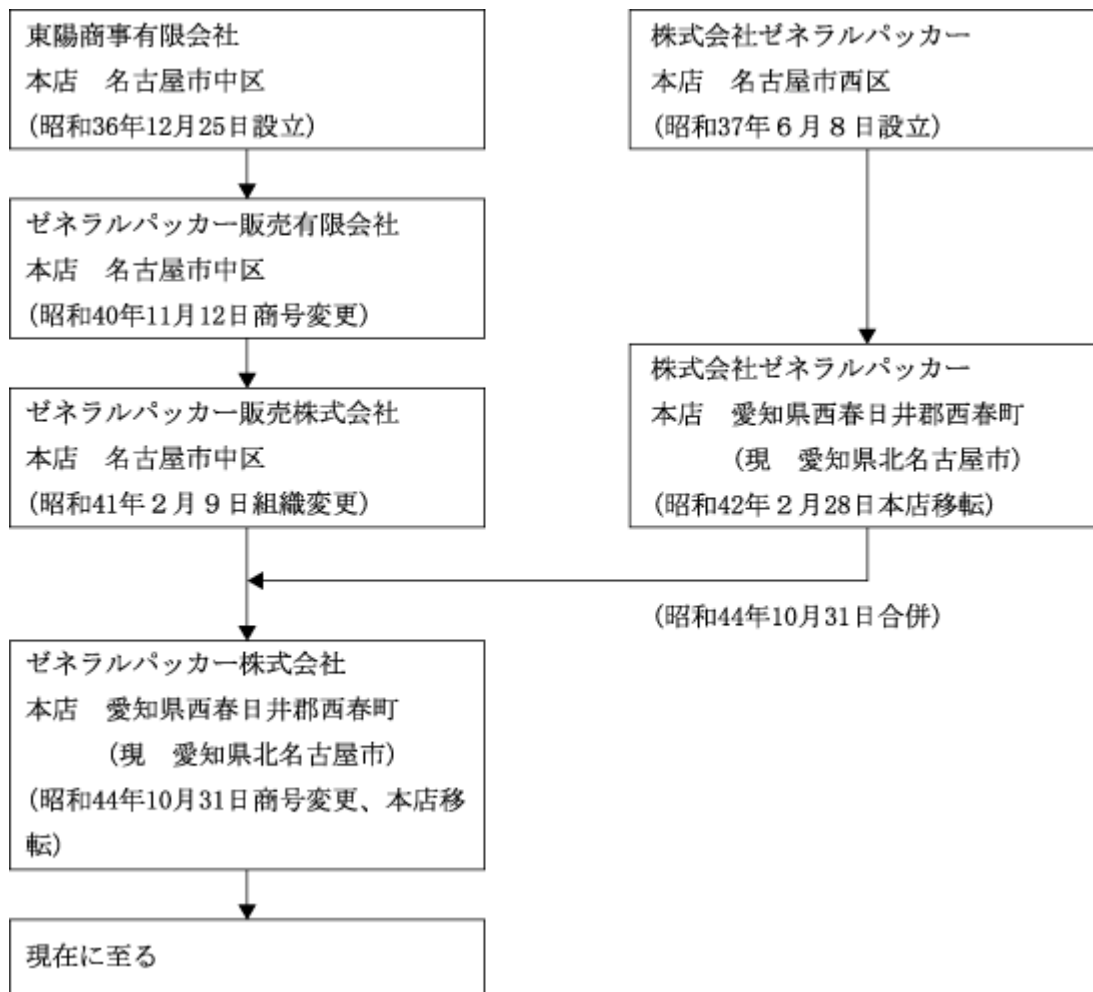 東陽商事有限会社
本店　名古屋市中区
(昭和36年12月25日設立)
株式会社ゼネラルパッカー
本店　名古屋市西区
(昭和37年６月８日設立)
ゼネラルパッカー販売有限会社
本店　名古屋市中区
(昭和40年11月12日商号変更)
株式会社ゼネラルパッカー
本店　愛知県西春日井郡西春町
(現　愛知県北名古屋市)
(昭和42年２月28日本店移転)
ゼネラルパッカー販売株式会社
本店　名古屋市中区
(昭和41年２月９日組織変更)
(昭和44年10月31日合併)
ゼネラルパッカー株式会社
本店　愛知県西春日井郡西春町
(現　愛知県北名古屋市)
(昭和44年10月31日商号変更、本店移
転)
現在に至る